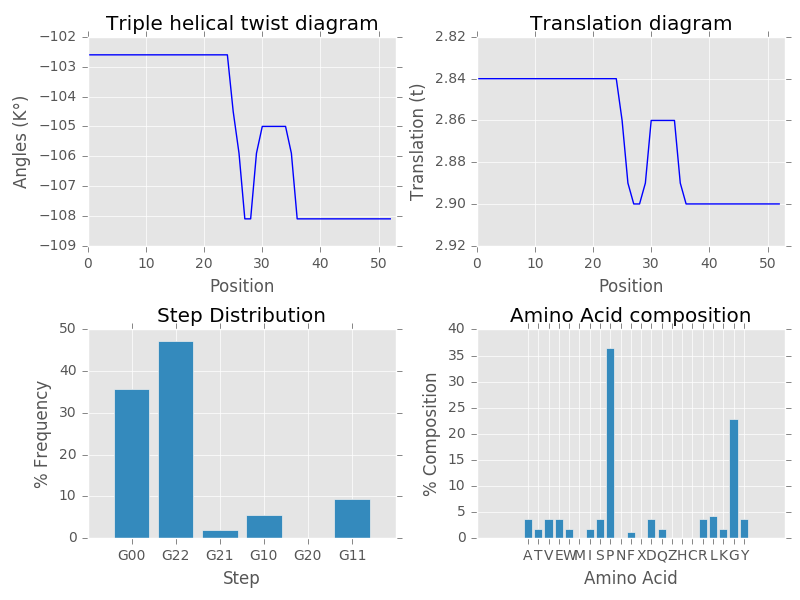 Triple helical twist diagram
−102
−103
−104
−105
−106
−107
−108
−109
Angles (K°)
0 10 20 30 40 50
Position
Translation diagram
2.82
2.84
2.86
2.88
2.90
2.92
Translation (t)
0 10 20 30 40 50
Position
Step Distribution
50
40
30
20
10
0
% Frequency
G00 G22 G21 G10 G20 G11
Step
Amino Acid composition
40
35
30
25
20
15
10
5
0
% Composition
A T V E W M I S P N F X D Q Z H C R L K G Y
Amino Acid